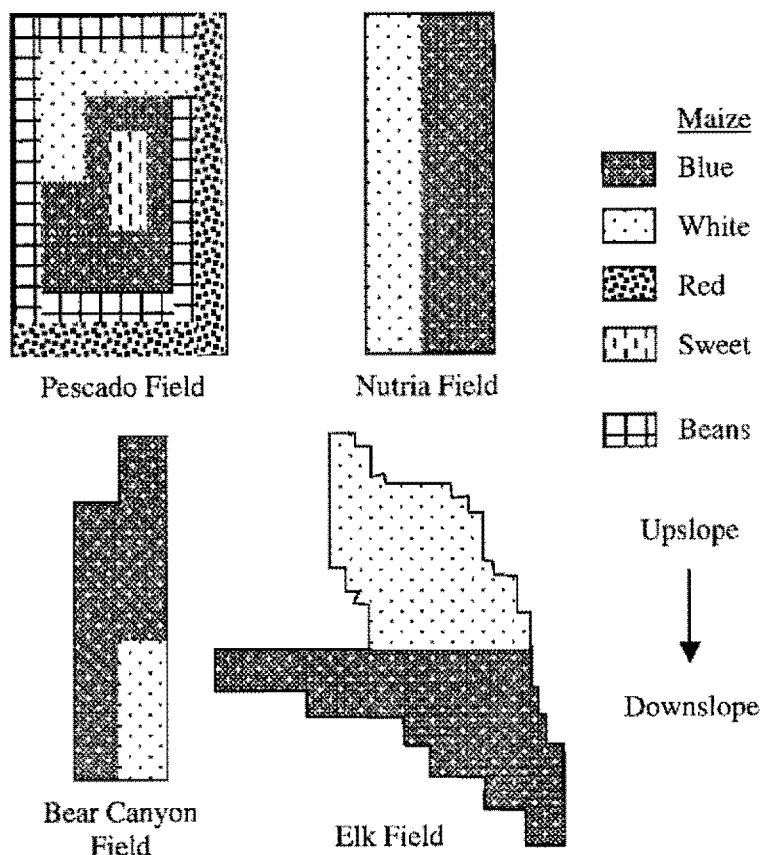 Maize
Blue
White
Red
Sweet
Beans
Pescado Field
Nutria Field
Upslope
Downslope
Bear Canyon
Field
Elk Field